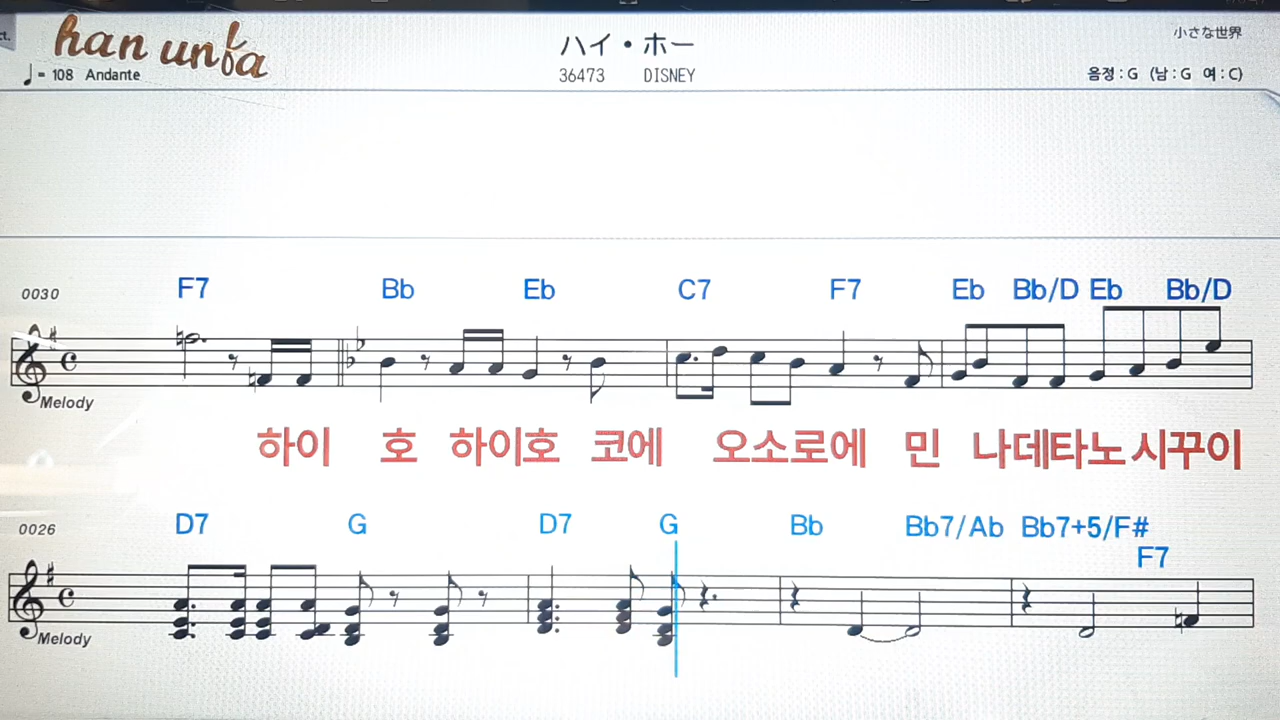 ct.
han unfa
ハイ・ホー
小さな世界
♩= 108 Andante
36473 DISNEY
음정 : G (남 : G 여 : C)
F7 Bb Eb C7 F7 Eb Bb/D Eb Bb/D
0030
Melody
하이 호 하이호 코에 오소로에 민 나데타노 시꾸이
D7 G D7 G Bb Bb7/Ab Bb7+5/F#
0026
F7
Melody